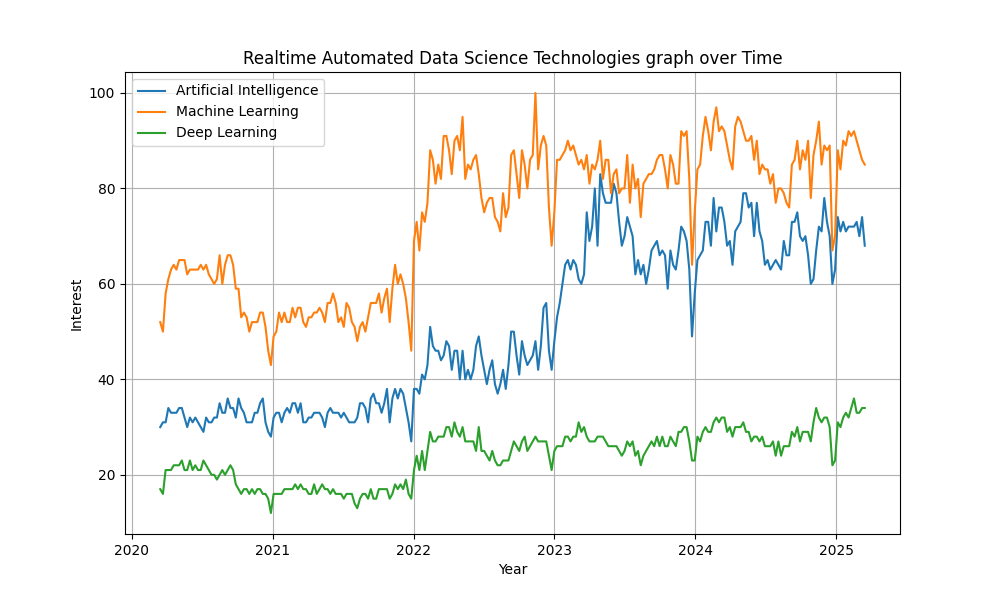 Realtime Automated Data Science Technologies graph over Time
Artificial Intelligence
Machine Learning
Deep Learning
100
80
60
40
20
Interest
2020 2021 2022 2023 2024 2025
Year